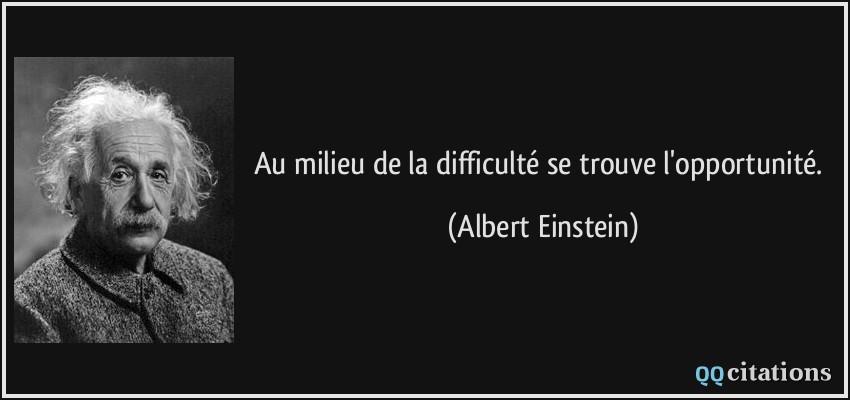 Au milieu de la difficulté se trouve l'opportunité.
(Albert Einstein)
QQcitations